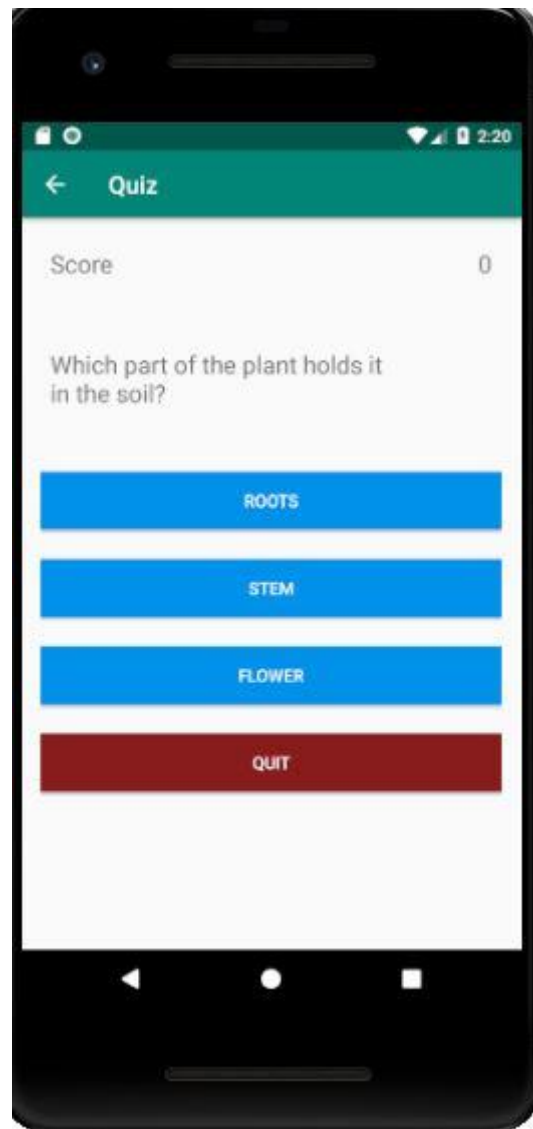 2:20
Quiz
Score 0
Which part of the plant holds it
in the soil?
ROOTS
STEM
FLOWER
QUIT